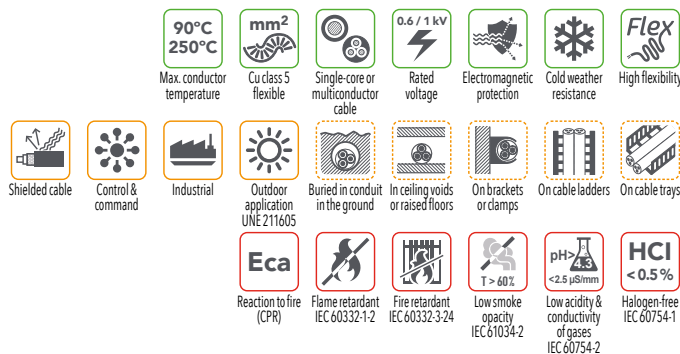 90°C
250°C
mm²
0.6 / 1 kV
Flex
Max. conductor
temperature
Cu class 5
flexible
Single-core or
multiconductor
cable
Rated
voltage
Electromagnetic
protection
Cold weather
resistance
High flexibility
Shielded cable
Control &
command
Industrial
Outdoor
application
UNE 211605
Buried in conduit
in the ground
In ceiling voids
or raised floors
On brackets
or clamps
On cable ladders
On cable trays
Eca
T > 60%
pH>
4.3
<2.5 µS/mm
HCI
< 0.5 %
Reaction to fire
(CPR)
Flame retardant
IEC 60332-1-2
Fire retardant
IEC 60332-3-24
Low smoke
opacity
IEC 61034-2
Low acidity &
conductivity
of gases
IEC 60754-2
Halogen-free
IEC 60754-1